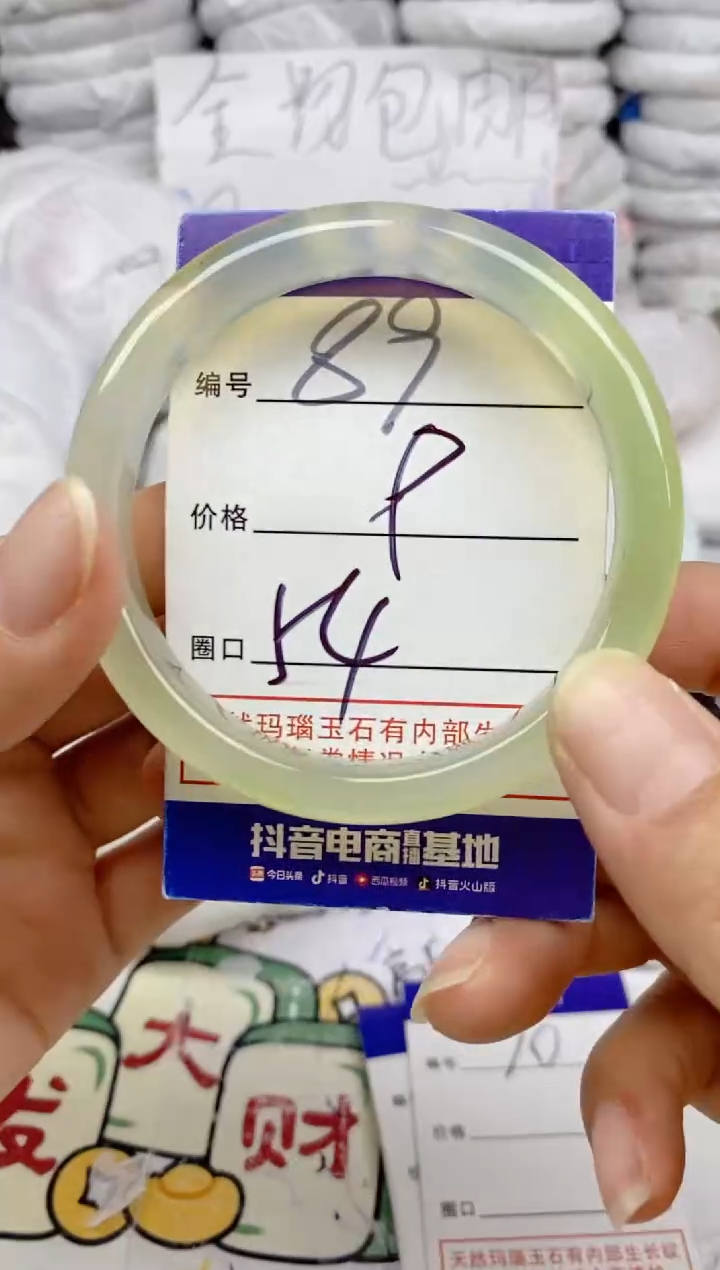 全场包邮
编号 89
价格 P
圈口 54
然玛瑙玉石有内部生
抖音电商直播基地
今日头条 抖音 西瓜视频 抖音火山版
大
发 财
编号 10
价格
圈口
天然玛瑙玉石有内部生长纹